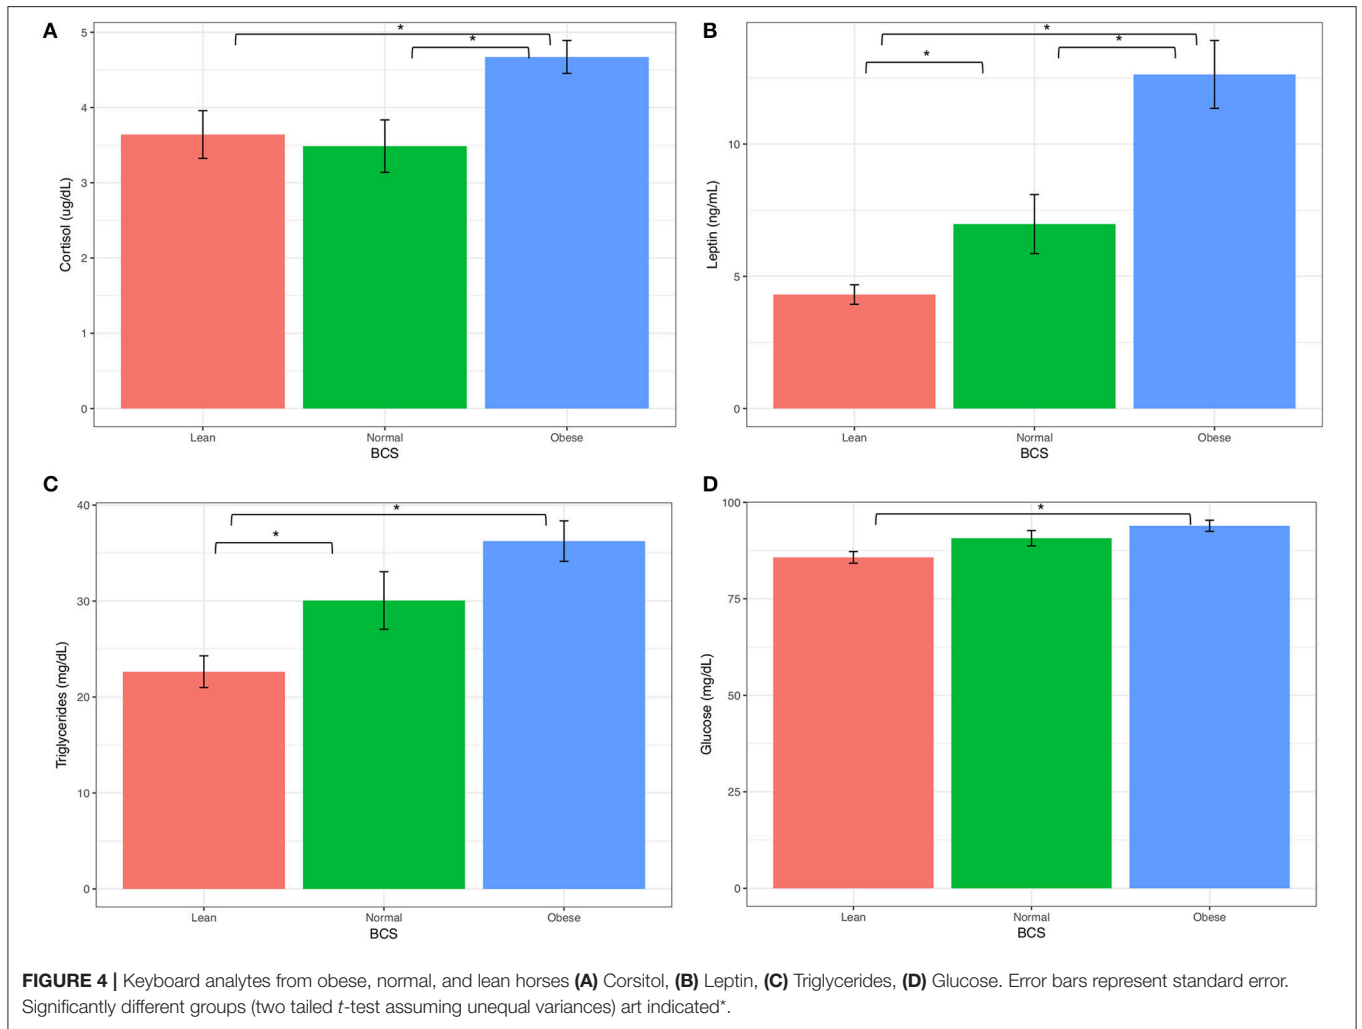 A
*
*
5
4
3
2
1
0
Cortisol (ug/dL)
Lean Normal Obese
BCS
B
*
*
*
10
5
0
Leptin (ng/mL)
Lean Normal Obese
BCS
C
*
*
40
30
20
10
0
Triglycerides (mg/dL)
Lean Normal Obese
BCS
D
*
100
75
50
25
0
Glucose (mg/dL)
Lean Normal Obese
BCS
FIGURE 4 | Keyboard analytes from obese, normal, and lean horses (A) Corsitol, (B) Leptin, (C) Triglycerides, (D) Glucose. Error bars represent standard error.
Significantly different groups (two tailed t-test assuming unequal variances) art indicated*.